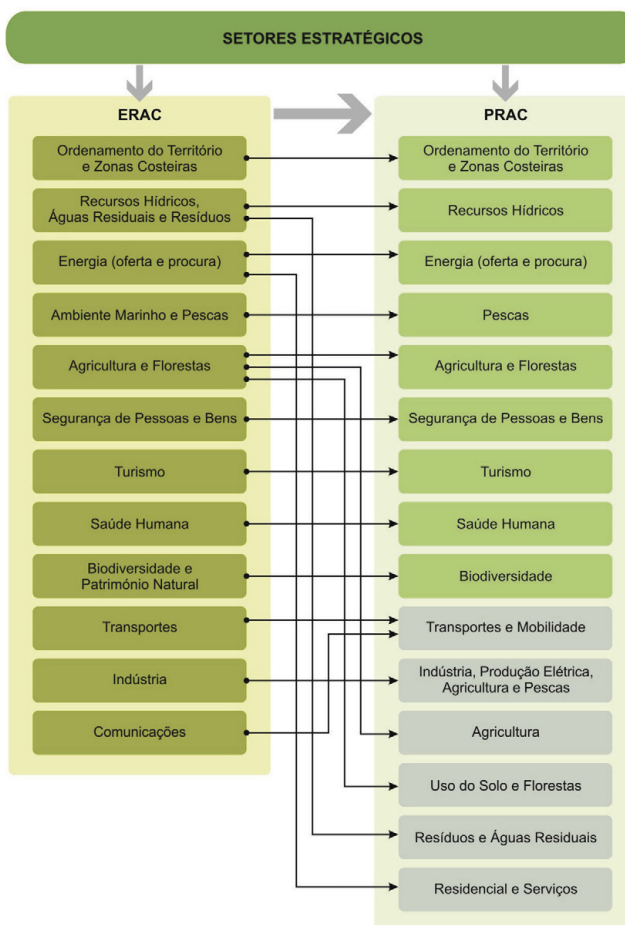 SETORES ESTRATÉGICOS
ERAC
Ordenamento do Território
e Zonas Costeiras
Recursos Hídricos,
Águas Residuais e Resíduos
Energia (oferta e procura)
Ambiente Marinho e Pescas
Agricultura e Florestas
Segurança de Pessoas e Bens
Turismo
Saúde Humana
Biodiversidade e
Património Natural
Transportes
Indústria
Comunicações
PRAC
Ordenamento do Território
e Zonas Costeiras
Recursos Hídricos
Energia (oferta e procura)
Pescas
Agricultura e Florestas
Segurança de Pessoas e Bens
Turismo
Saúde Humana
Biodiversidade
Transportes e Mobilidade
Indústria, Produção Elétrica,
Agricultura e Pescas
Agricultura
Uso do Solo e Florestas
Resíduos e Águas Residuais
Residencial e Serviços